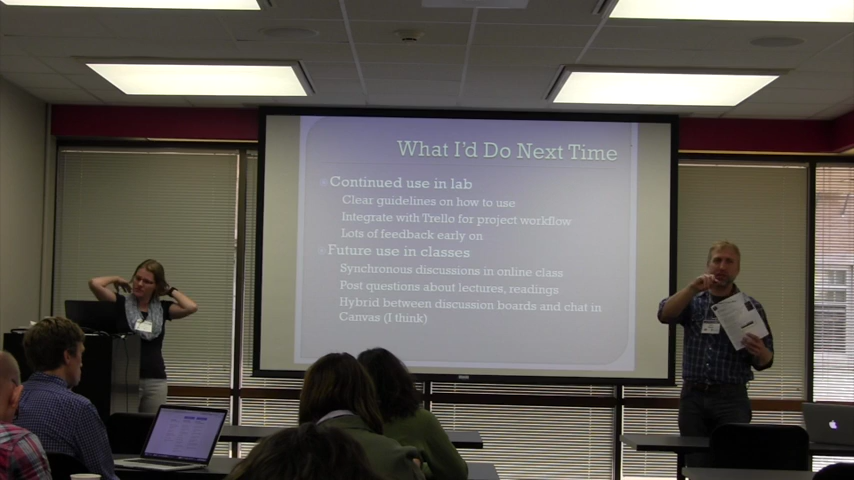 What I'd Do Next Time
Continued use in lab
Clear guidelines on how to use
Integrate with Trello for project workflow
Lots of feedback early on
Future use in classes
Synchronous discussions in online class
Post questions about lectures, readings
Hybrid between discussion boards and chat in
Canvas (I think)